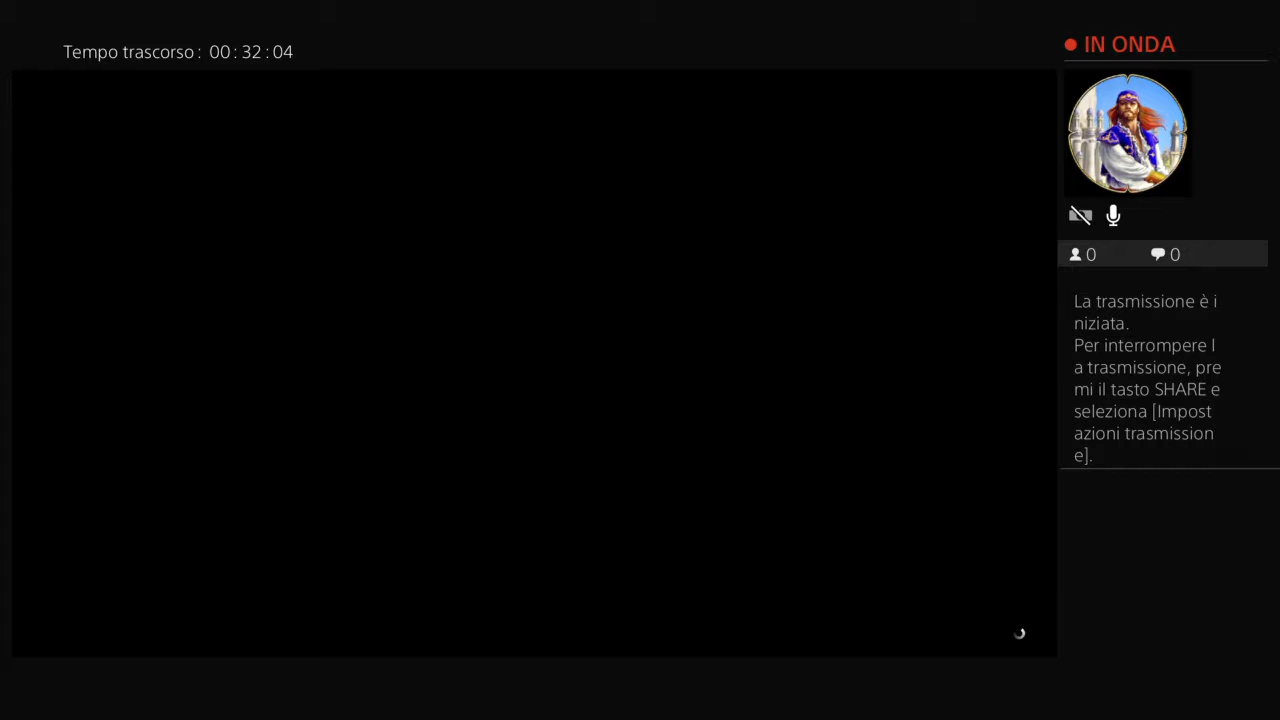 Tempo trascorso: 00:32:04
IN ONDA
0 0
La trasmissione è i
niziata.
Per interrompere l
a trasmissione, pre
mi il tasto SHARE e
seleziona [Impost
azioni trasmission
e].